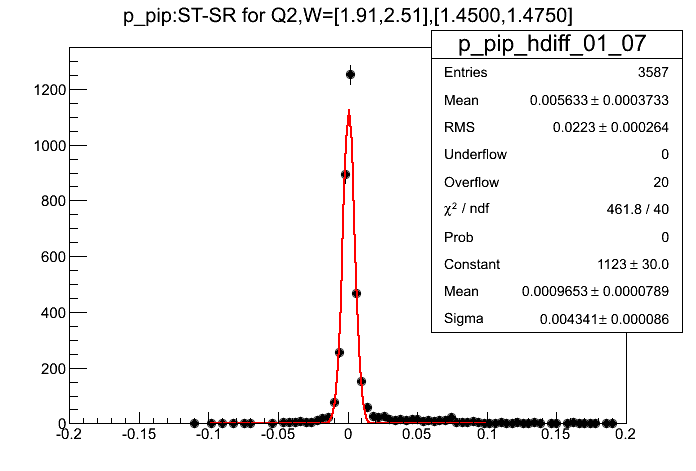 p_pip:ST-SR for Q2,W=[1.91,2.51],[1.4500,1.4750]
p_pip_hdiff_01_07
Entries 3587
Mean 0.005633 ± 0.0003733
RMS 0.0223 ± 0.000264
Underflow 0
Overflow 20
χ² / ndf 461.8 / 40
Prob 0
Constant 1123 ± 30.0
Mean 0.0009653 ± 0.0000789
Sigma 0.004341 ± 0.000086
1200
1000
800
600
400
200
0
-0.2 -0.15 -0.1 -0.05 0 0.05 0.1 0.15 0.2